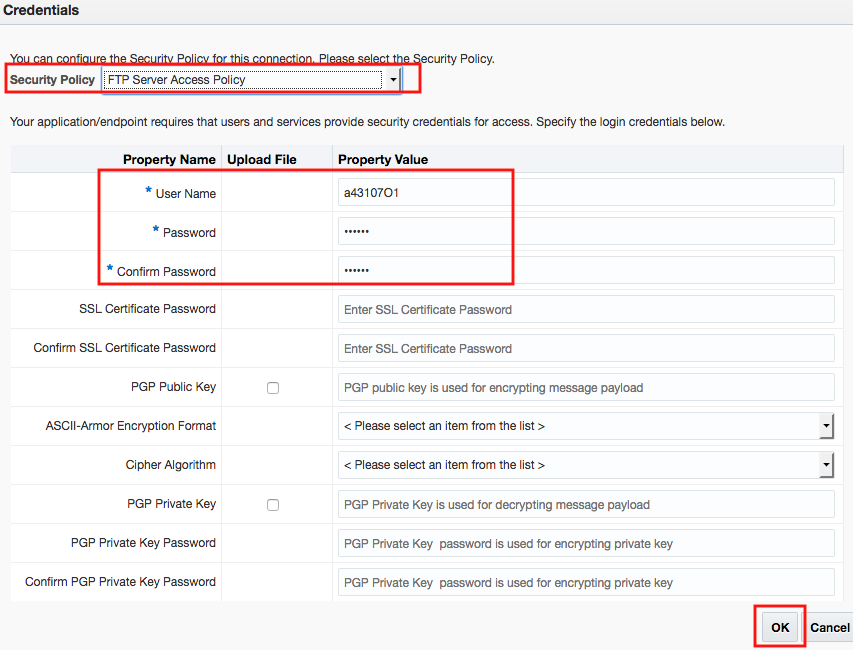 Credentials
You can configure the Security Policy for this connection. Please select the Security Policy.
Security Policy FTP Server Access Policy
Your application/endpoint requires that users and services provide security credentials for access. Specify the login credentials below.
Property Name Upload File Property Value
* User Name a43107O1
* Password ••••••
* Confirm Password ••••••
SSL Certificate Password Enter SSL Certificate Password
Confirm SSL Certificate Password Enter SSL Certificate Password
PGP Public Key PGP public key is used for encrypting message payload
ASCII-Armor Encryption Format < Please select an item from the list >
Cipher Algorithm < Please select an item from the list >
PGP Private Key PGP Private Key is used for decrypting message payload
PGP Private Key Password PGP Private Key  password is used for encrypting private key
Confirm PGP Private Key Password PGP Private Key  password is used for encrypting private key
OK Cancel